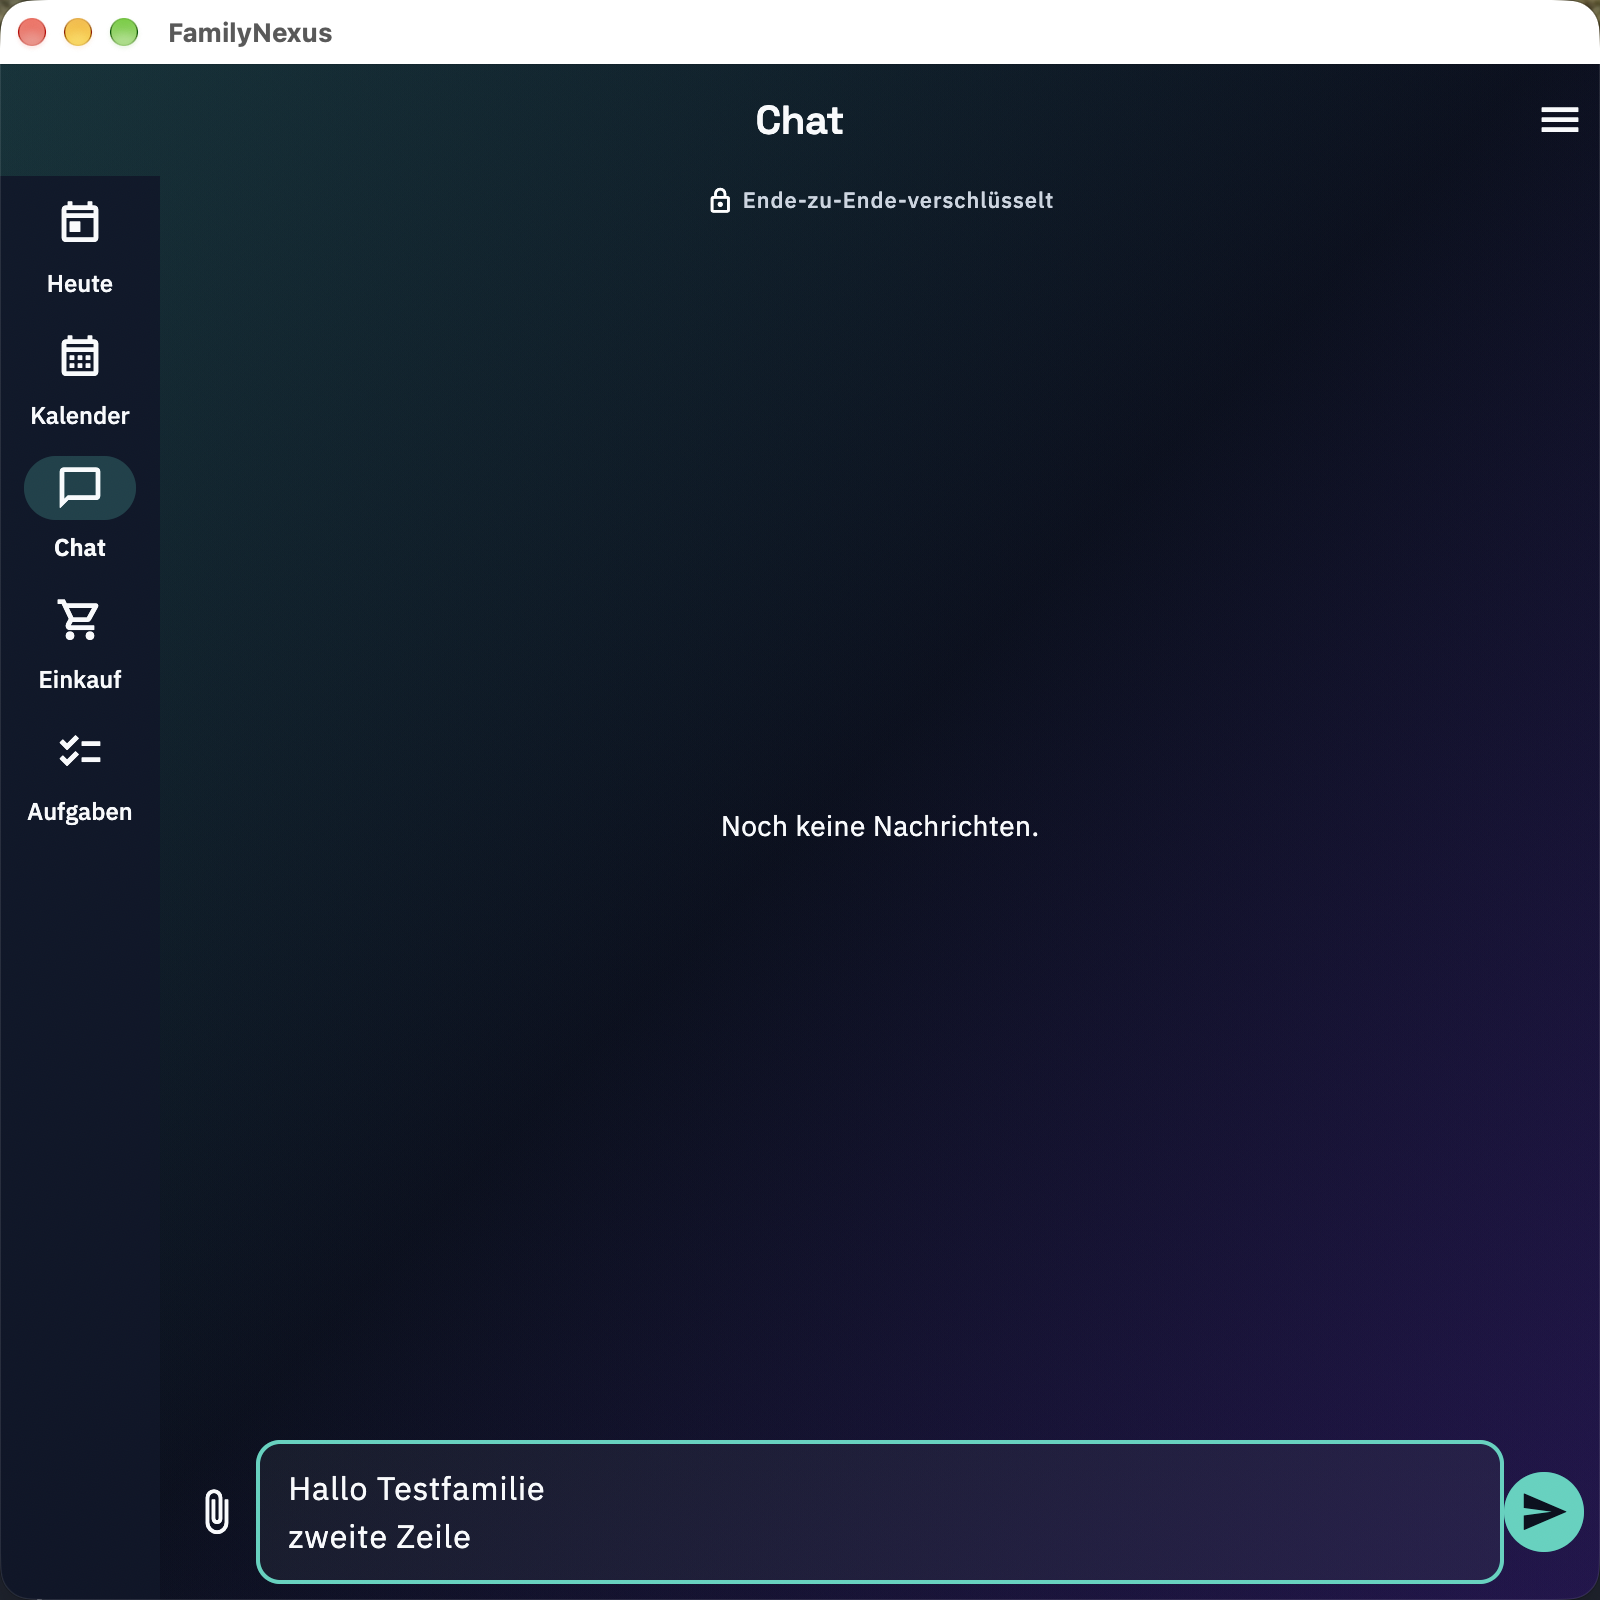 FamilyNexus
Chat
Ende-zu-Ende-verschlüsselt
Heute
Kalender
Chat
Einkauf
Aufgaben
Noch keine Nachrichten.
Hallo Testfamilie
zweite Zeile